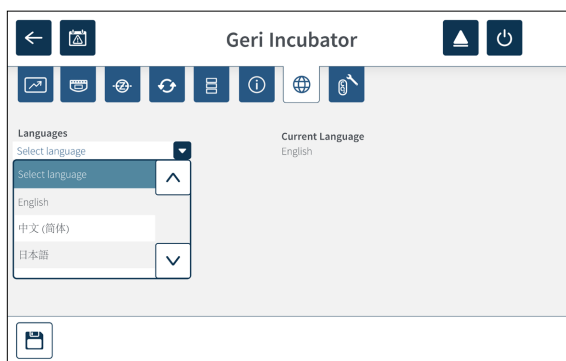 Geri Incubator
Languages
Select language
Current Language
English
Select language
English
中文 (简体)
日本語